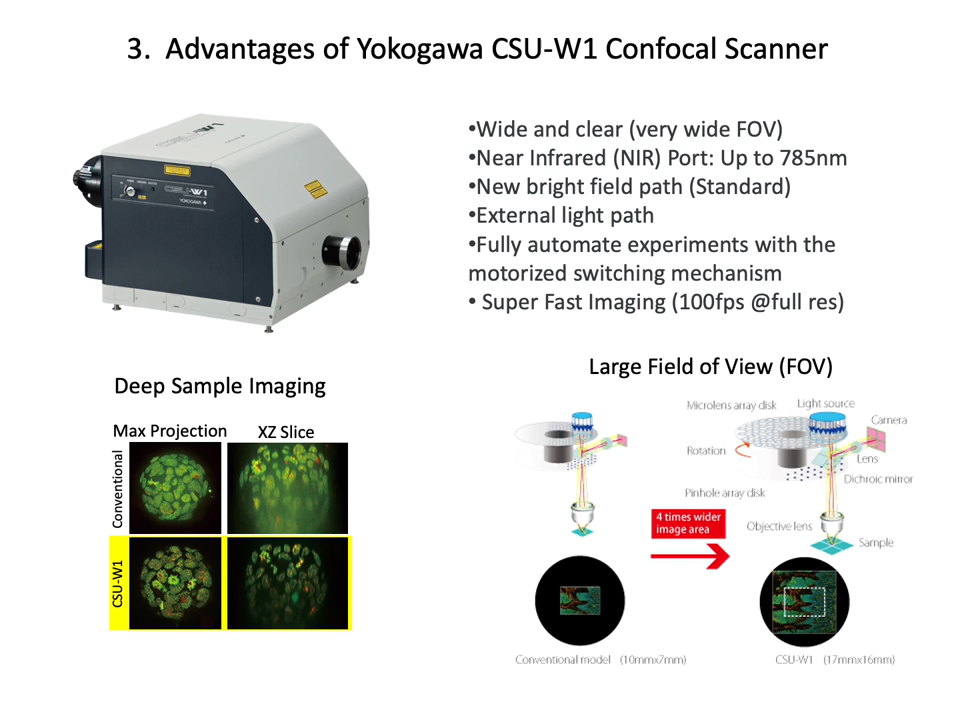 3. Advantages of Yokogawa CSU-W1 Confocal Scanner
•Wide and clear (very wide FOV)
•Near Infrared (NIR) Port: Up to 785nm
•New bright field path (Standard)
•External light path
•Fully automate experiments with the
motorized switching mechanism
• Super Fast Imaging (100fps @full res)
CSU-W1
YOKOGAWA
Deep Sample Imaging
Max Projection
XZ Slice
Conventional
CSU-W1
Large Field of View (FOV)
Microlens array disk
Light source
Camera
Rotation
Lens
Dichroic mirror
Pinhole array disk
4 times wider
image area
Objective lens
Sample
Conventional model (10mmx7mm)
CSU-W1 (17mmx16mm)